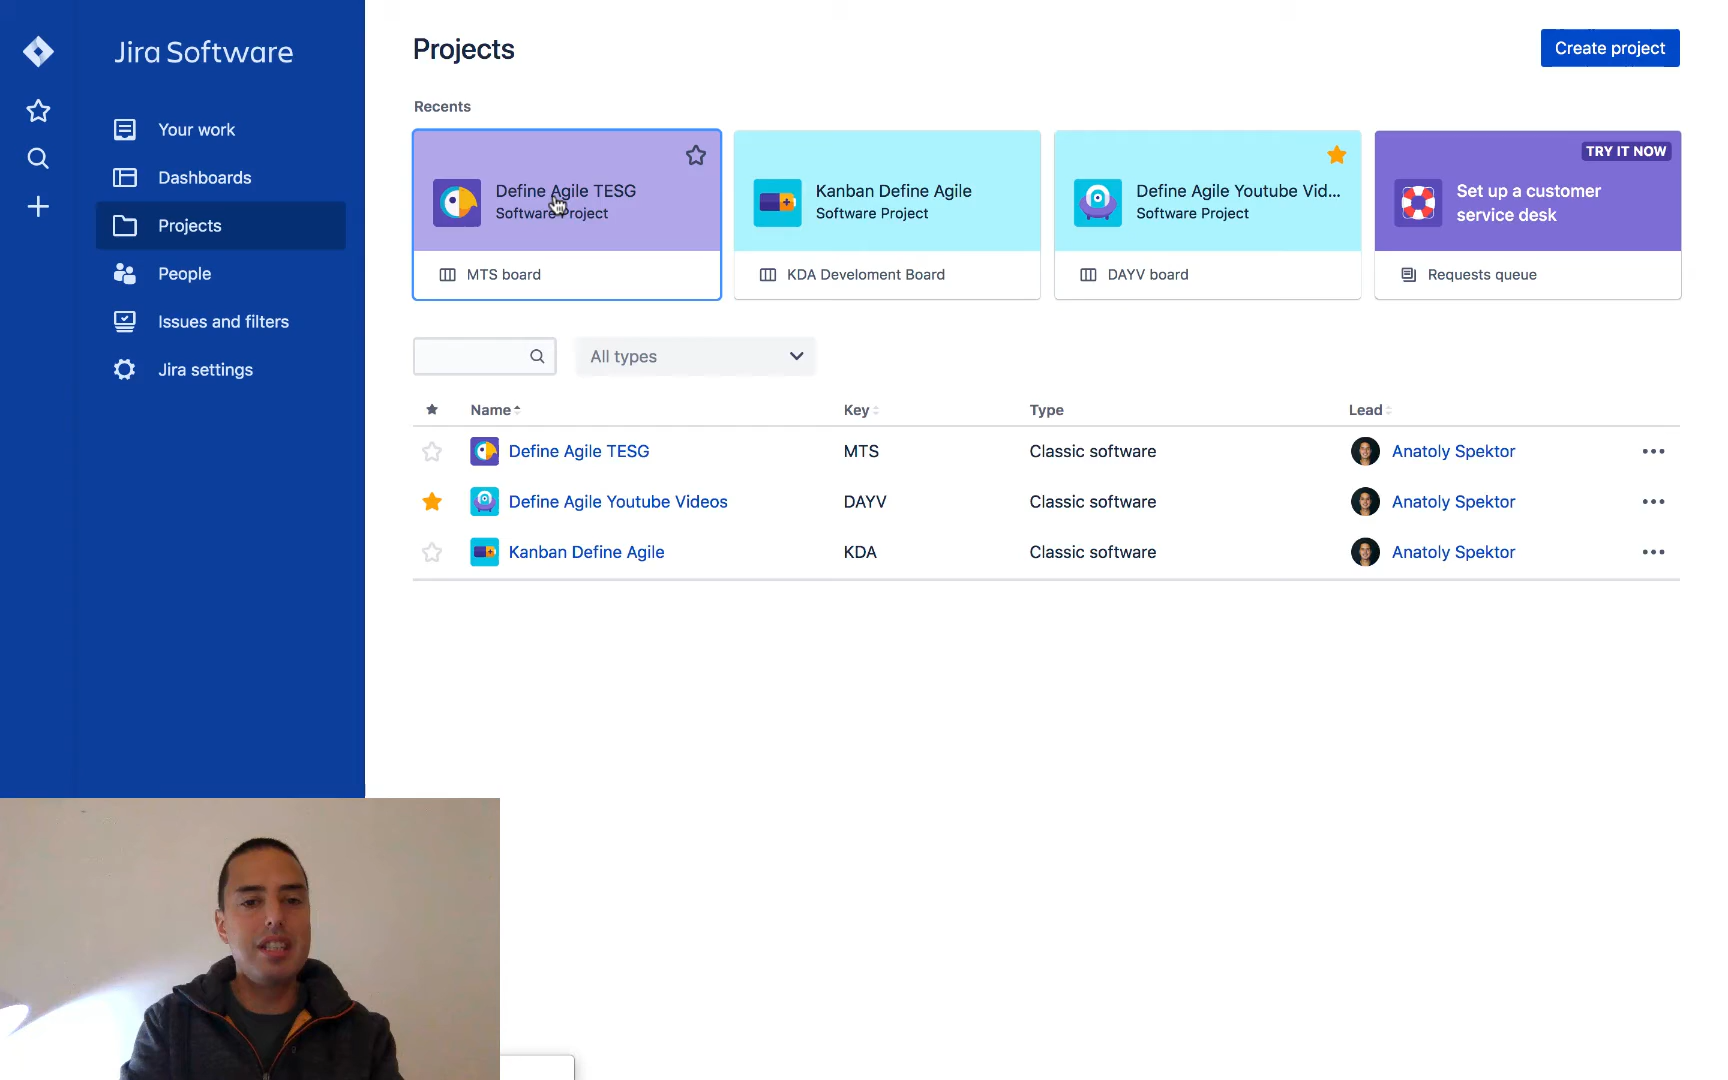 Jira Software
Your work
Dashboards
Projects
People
Issues and filters
Jira settings
Projects
Create project
Recents
Define Agile TESG
Software Project
MTS board
Kanban Define Agile
Software Project
KDA Develoment Board
Define Agile Youtube Vid...
Software Project
DAYV board
TRY IT NOW
Set up a customer
service desk
Requests queue
All types
Name Key Type Lead
Define Agile TESG MTS Classic software Anatoly Spektor
Define Agile Youtube Videos DAYV Classic software Anatoly Spektor
Kanban Define Agile KDA Classic software Anatoly Spektor